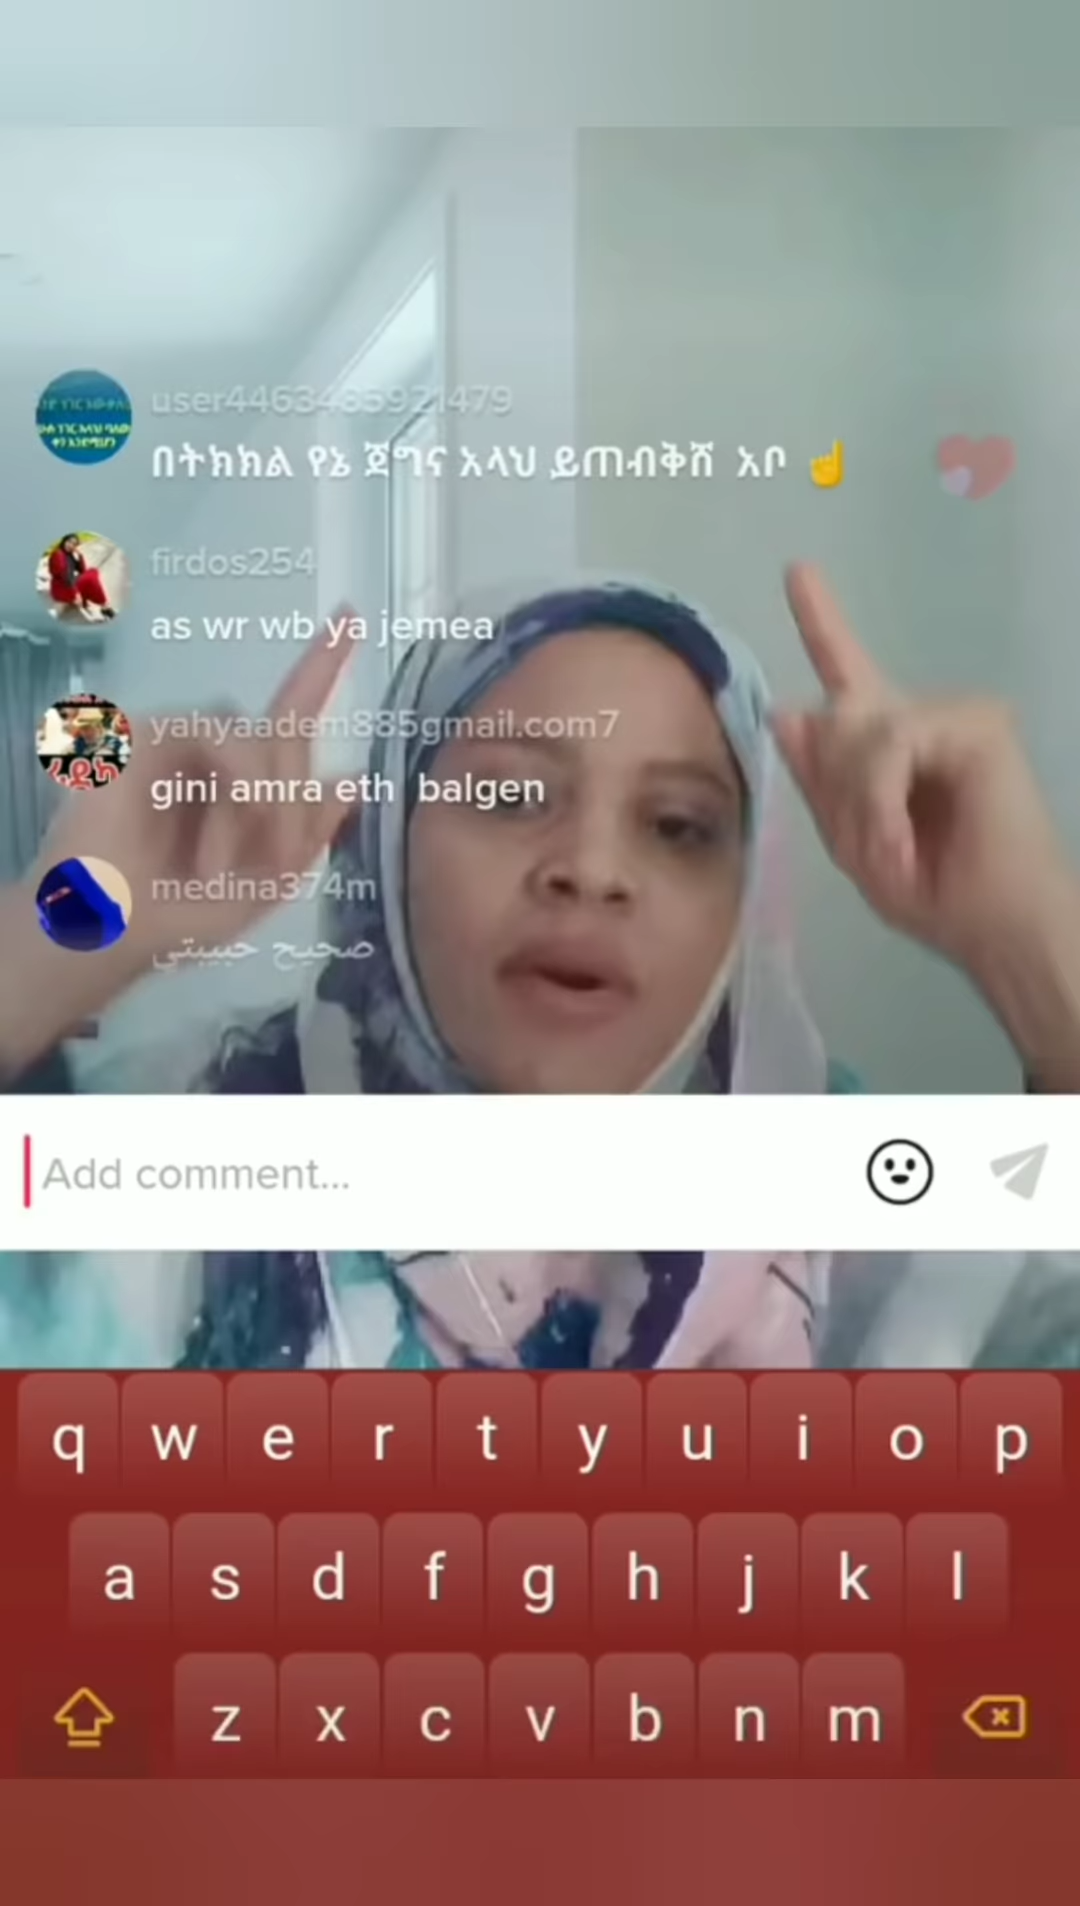 user4463485921479
በትክክል የኔ ጀግና አላህ ይጠብቅሽ አቦ ☝️
firdos254
as wr wb ya jemea
yahyaadem885gmail.com7
gini amra eth balgen
medina374m
صحيح حبيبتي
Add comment...
q w e r t y u i o p
a s d f g h j k l
z x c v b n m